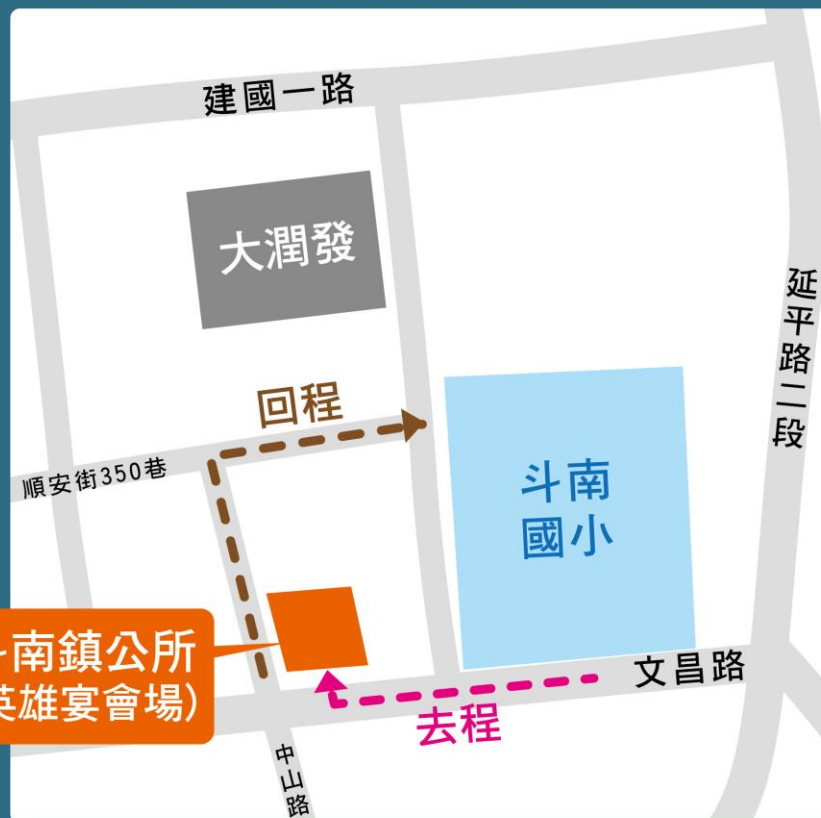 建國一路
大潤發
延平路二段
回程
順安街350巷
斗南
國小
南鎮公所
英雄宴會場)
文昌路
去程
中山路